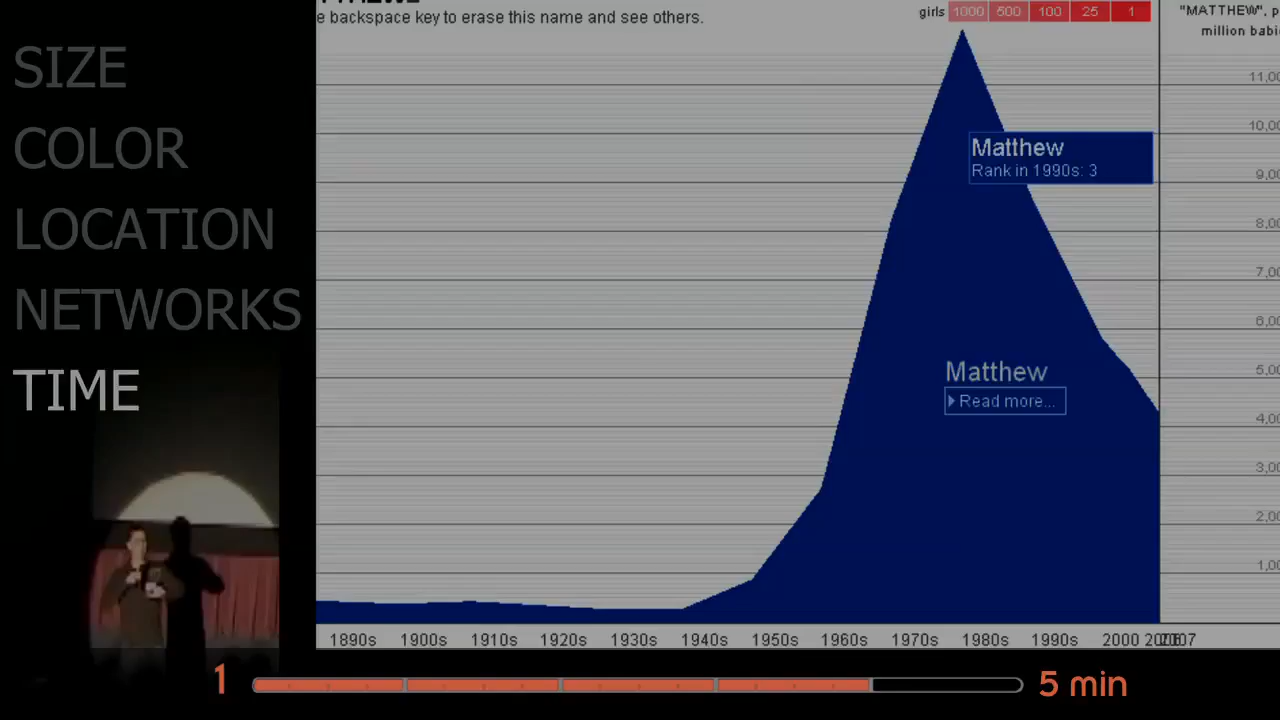 SIZE
COLOR
LOCATION
NETWORKS
TIME
e backspace key to erase this name and see others.
girls 1000 500 100 25 1
"MATTHEW", p
million babi
11,00
10,00
9,00
8,00
7,00
6,00
5,00
4,00
3,00
2,00
1,00
Matthew
Rank in 1990s: 3
Matthew
Read more...
1890s 1900s 1910s 1920s 1930s 1940s 1950s 1960s 1970s 1980s 1990s 2000 2007
1 5 min